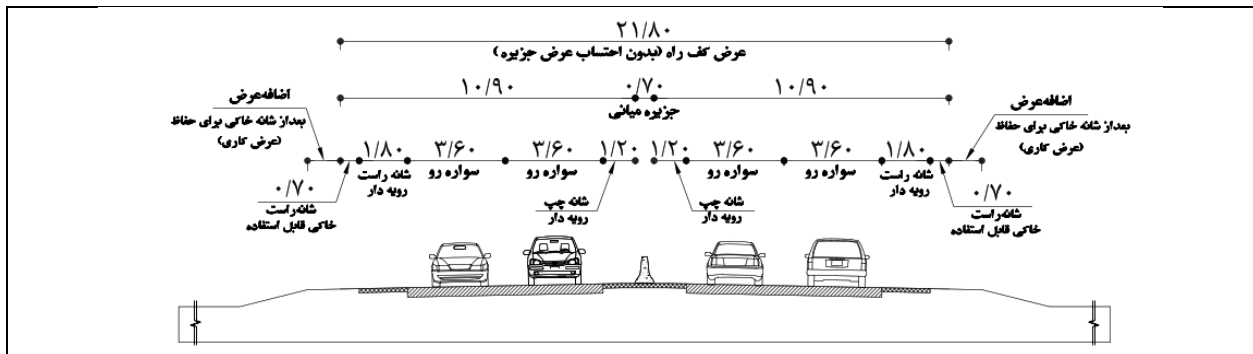 ۲۱/۸۰
عرض کف راه (بدون احتساب عرض جزیره)
۱۰/۹۰
۰/۷۰
۱۰/۹۰
جزیره میانی
اضافه‌عرض
بعداز شانه خاکی برای حفاظ
(عرض کاری)
اضافه‌عرض
بعداز شانه خاکی برای حفاظ
(عرض کاری)
۱/۸۰
۳/۶۰
۳/۶۰
۱/۲۰
۱/۲۰
۳/۶۰
۳/۶۰
۱/۸۰
شانه راست
رویه دار
سواره رو
سواره رو
سواره رو
سواره رو
شانه راست
رویه دار
۰/۷۰
شانه‌راست
خاکی قابل استفاده
شانه چپ
رویه دار
شانه چپ
رویه دار
۰/۷۰
شانه‌راست
خاکی قابل استفاده